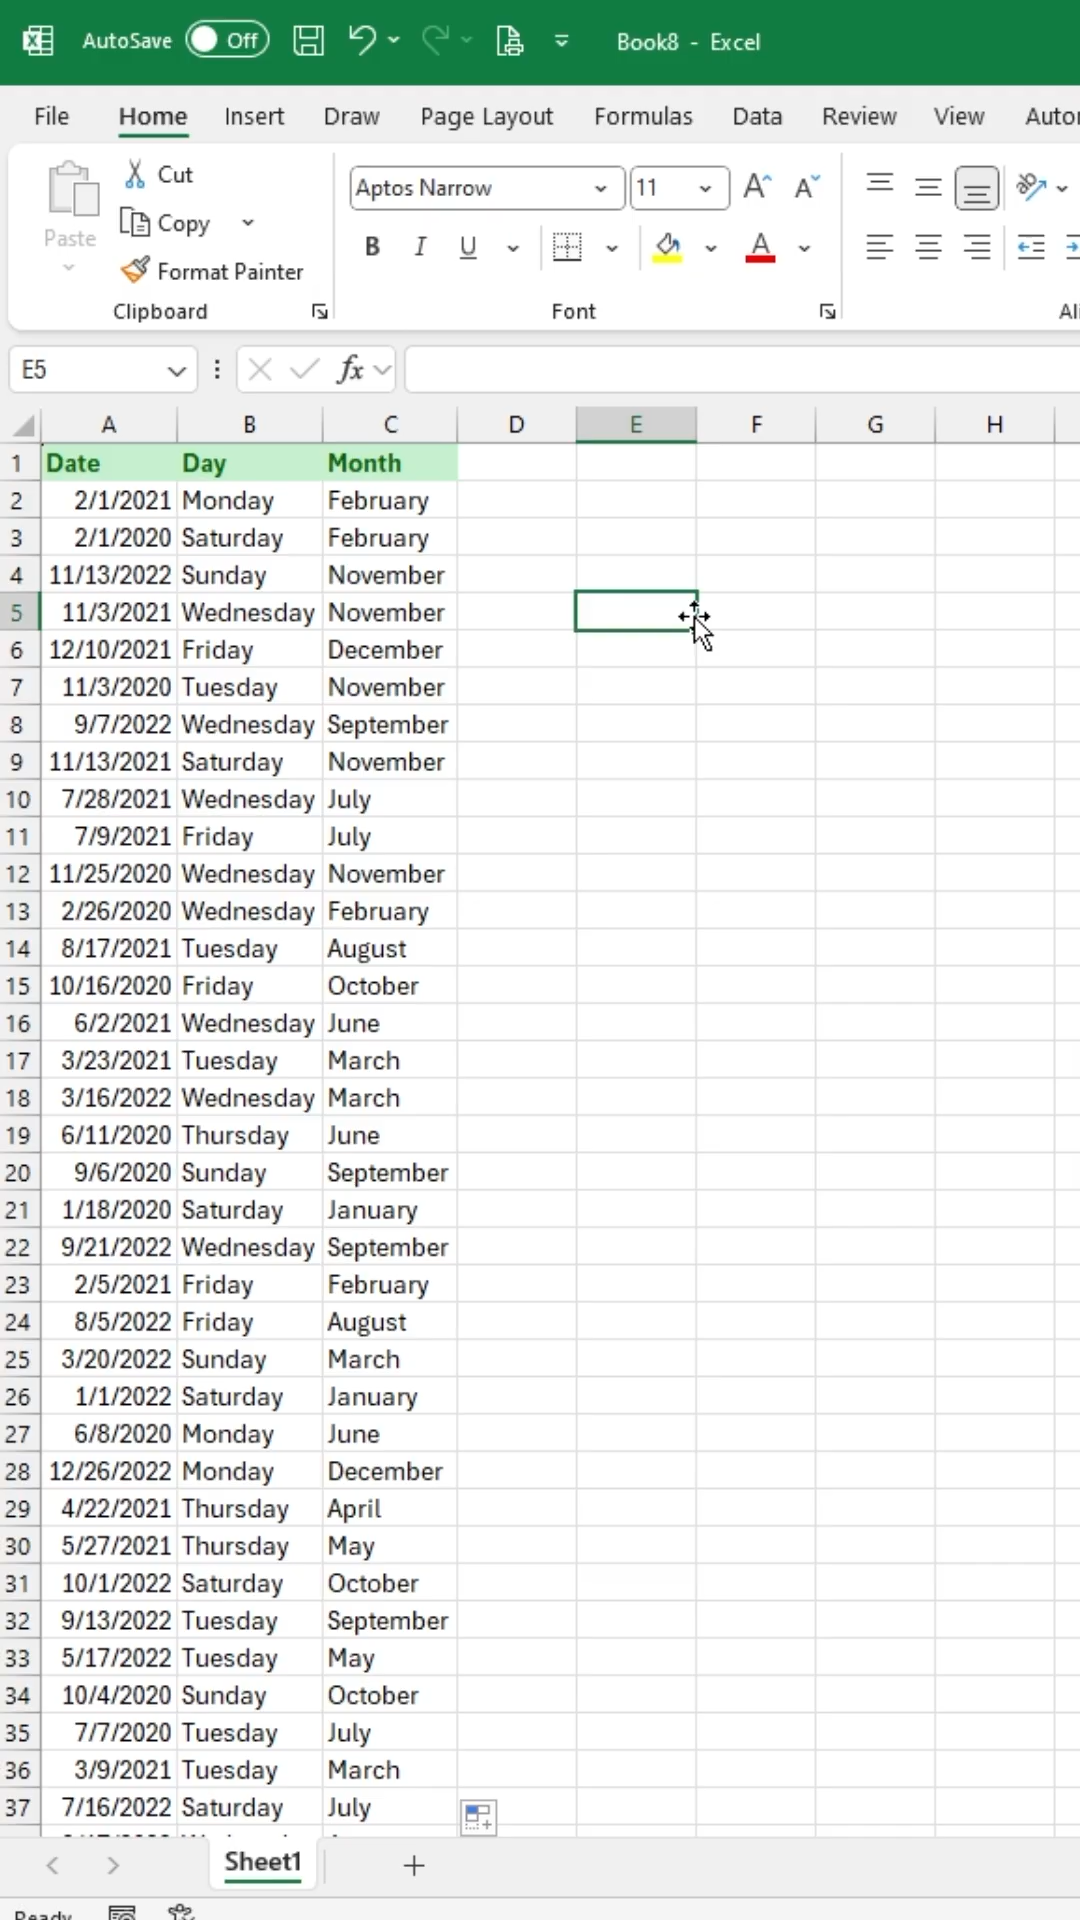 AutoSave Off Book8 - Excel
File Home Insert Draw Page Layout Formulas Data Review View
Paste
Cut
Copy
Format Painter
Clipboard
Aptos Narrow 11
B I U A
Font
E5 fx
A B C D E F G H
1 Date Day Month
2 2/1/2021 Monday February
3 2/1/2020 Saturday February
4 11/13/2022 Sunday November
5 11/3/2021 Wednesday November
6 12/10/2021 Friday December
7 11/3/2020 Tuesday November
8 9/7/2022 Wednesday September
9 11/13/2021 Saturday November
10 7/28/2021 Wednesday July
11 7/9/2021 Friday July
12 11/25/2020 Wednesday November
13 2/26/2020 Wednesday February
14 8/17/2021 Tuesday August
15 10/16/2020 Friday October
16 6/2/2021 Wednesday June
17 3/23/2021 Tuesday March
18 3/16/2022 Wednesday March
19 6/11/2020 Thursday June
20 9/6/2020 Sunday September
21 1/18/2020 Saturday January
22 9/21/2022 Wednesday September
23 2/5/2021 Friday February
24 8/5/2022 Friday August
25 3/20/2022 Sunday March
26 1/1/2022 Saturday January
27 6/8/2020 Monday June
28 12/26/2022 Monday December
29 4/22/2021 Thursday April
30 5/27/2021 Thursday May
31 10/1/2022 Saturday October
32 9/13/2022 Tuesday September
33 5/17/2022 Tuesday May
34 10/4/2020 Sunday October
35 7/7/2020 Tuesday July
36 3/9/2021 Tuesday March
37 7/16/2022 Saturday July
Sheet1
Ready